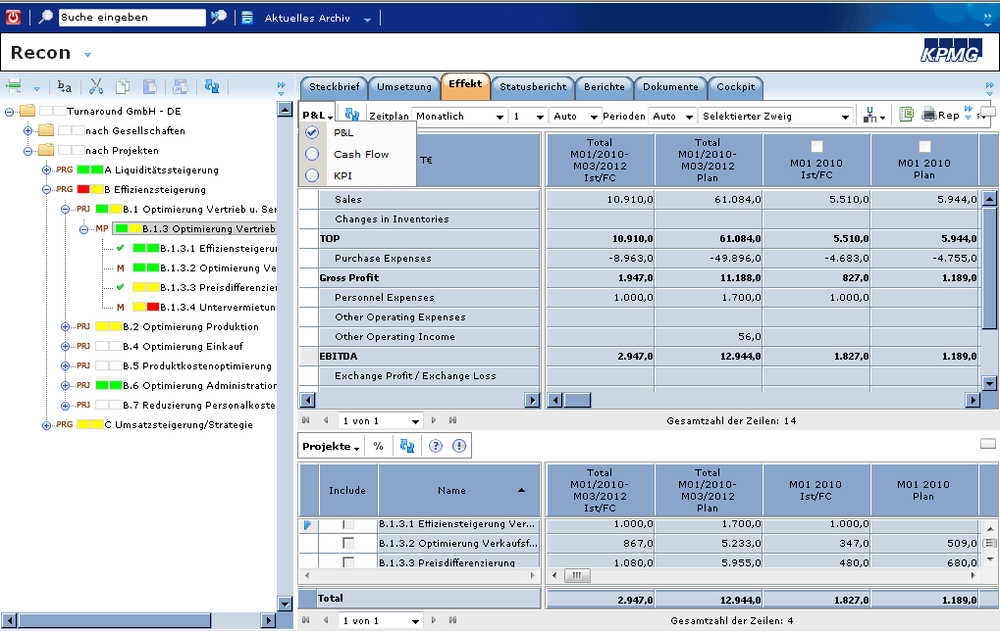 Suche eingeben Aktuelles Archiv
Recon
KPMG
Turnaround GmbH - DE
nach Gesellschaften
nach Projekten
PRG A Liquiditätssteigerung
PRG B Effizienzsteigerung
PRJ B.1 Optimierung Vertrieb u. Ser
MP B.1.3 Optimierung Vertrieb
B.1.3.1 Effiziensteigerun
M B.1.3.2 Optimierung Ve
B.1.3.3 Preisdifferenzier
M B.1.3.4 Untervermietun
PRJ B.2 Optimierung Produktion
PRJ B.4 Optimierung Einkauf
PRJ B.5 Produktkostenoptimierung
PRJ B.6 Optimierung Administration
PRJ B.7 Reduzierung Personalkoste
PRG C Umsatzsteigerung/Strategie
Steckbrief Umsetzung Effekt Statusbericht Berichte Dokumente Cockpit
P&L Zeitplan Monatlich 1 Auto Perioden Auto Selektierter Zwieg Rep
P&L
Cash Flow
KPI
T€
Total M01/2010-M03/2012 Ist/FC
Total M01/2010-M03/2012 Plan
M01 2010 Ist/FC
M01 2010 Plan
Sales 10.910,0 61.084,0 5.510,0 5.944,0
Changes in Inventories
TOP 10.910,0 61.084,0 5.510,0 5.944,0
Purchase Expenses -8.963,0 -49.896,0 -4.683,0 -4.755,0
Gross Profit 1.947,0 11.188,0 827,0 1.189,0
Personnel Expenses 1.000,0 1.700,0 1.000,0
Other Operating Expenses
Other Operating Income 56,0
EBITDA 2.947,0 12.944,0 1.827,0 1.189,0
Exchange Profit / Exchange Loss
1 von 1 Gesamtzahl der Zeilen: 14
Projekte %
Include Name
Total M01/2010-M03/2012 Ist/FC
Total M01/2010-M03/2012 Plan
M01 2010 Ist/FC
M01 2010 Plan
B.1.3.1 Effiziensteigerung Ver... 1.000,0 1.700,0 1.000,0
B.1.3.2 Optimierung Verkaufsf... 867,0 5.233,0 347,0 509,0
B.1.3.3 Preisdifferenzierung 1.080,0 5.955,0 480,0 680,0
Total 2.947,0 12.944,0 1.827,0 1.189,0
1 von 1 Gesamtzahl der Zeilen: 4